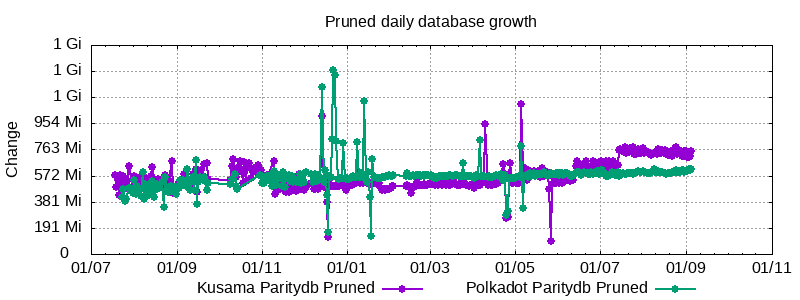 Pruned daily database growth
1 Gi
1 Gi
1 Gi
954 Mi
763 Mi
572 Mi
381 Mi
191 Mi
0
Change
01/07 01/09 01/11 01/01 01/03 01/05 01/07 01/09 01/11
Kusama Paritydb Pruned Polkadot Paritydb Pruned